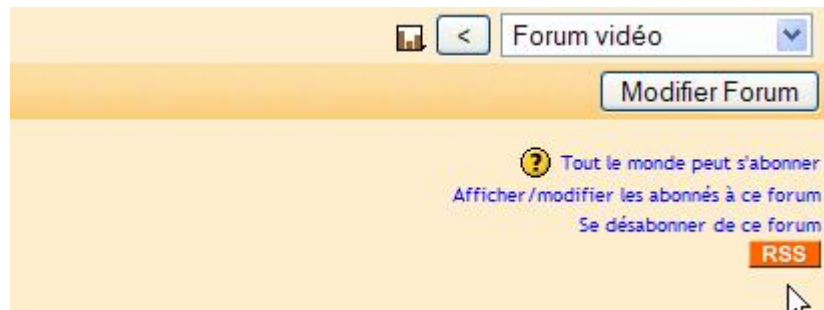 < Forum vidéo
Modifier Forum
? Tout le monde peut s'abonner
Afficher/modifier les abonnés à ce forum
Se désabonner de ce forum
RSS